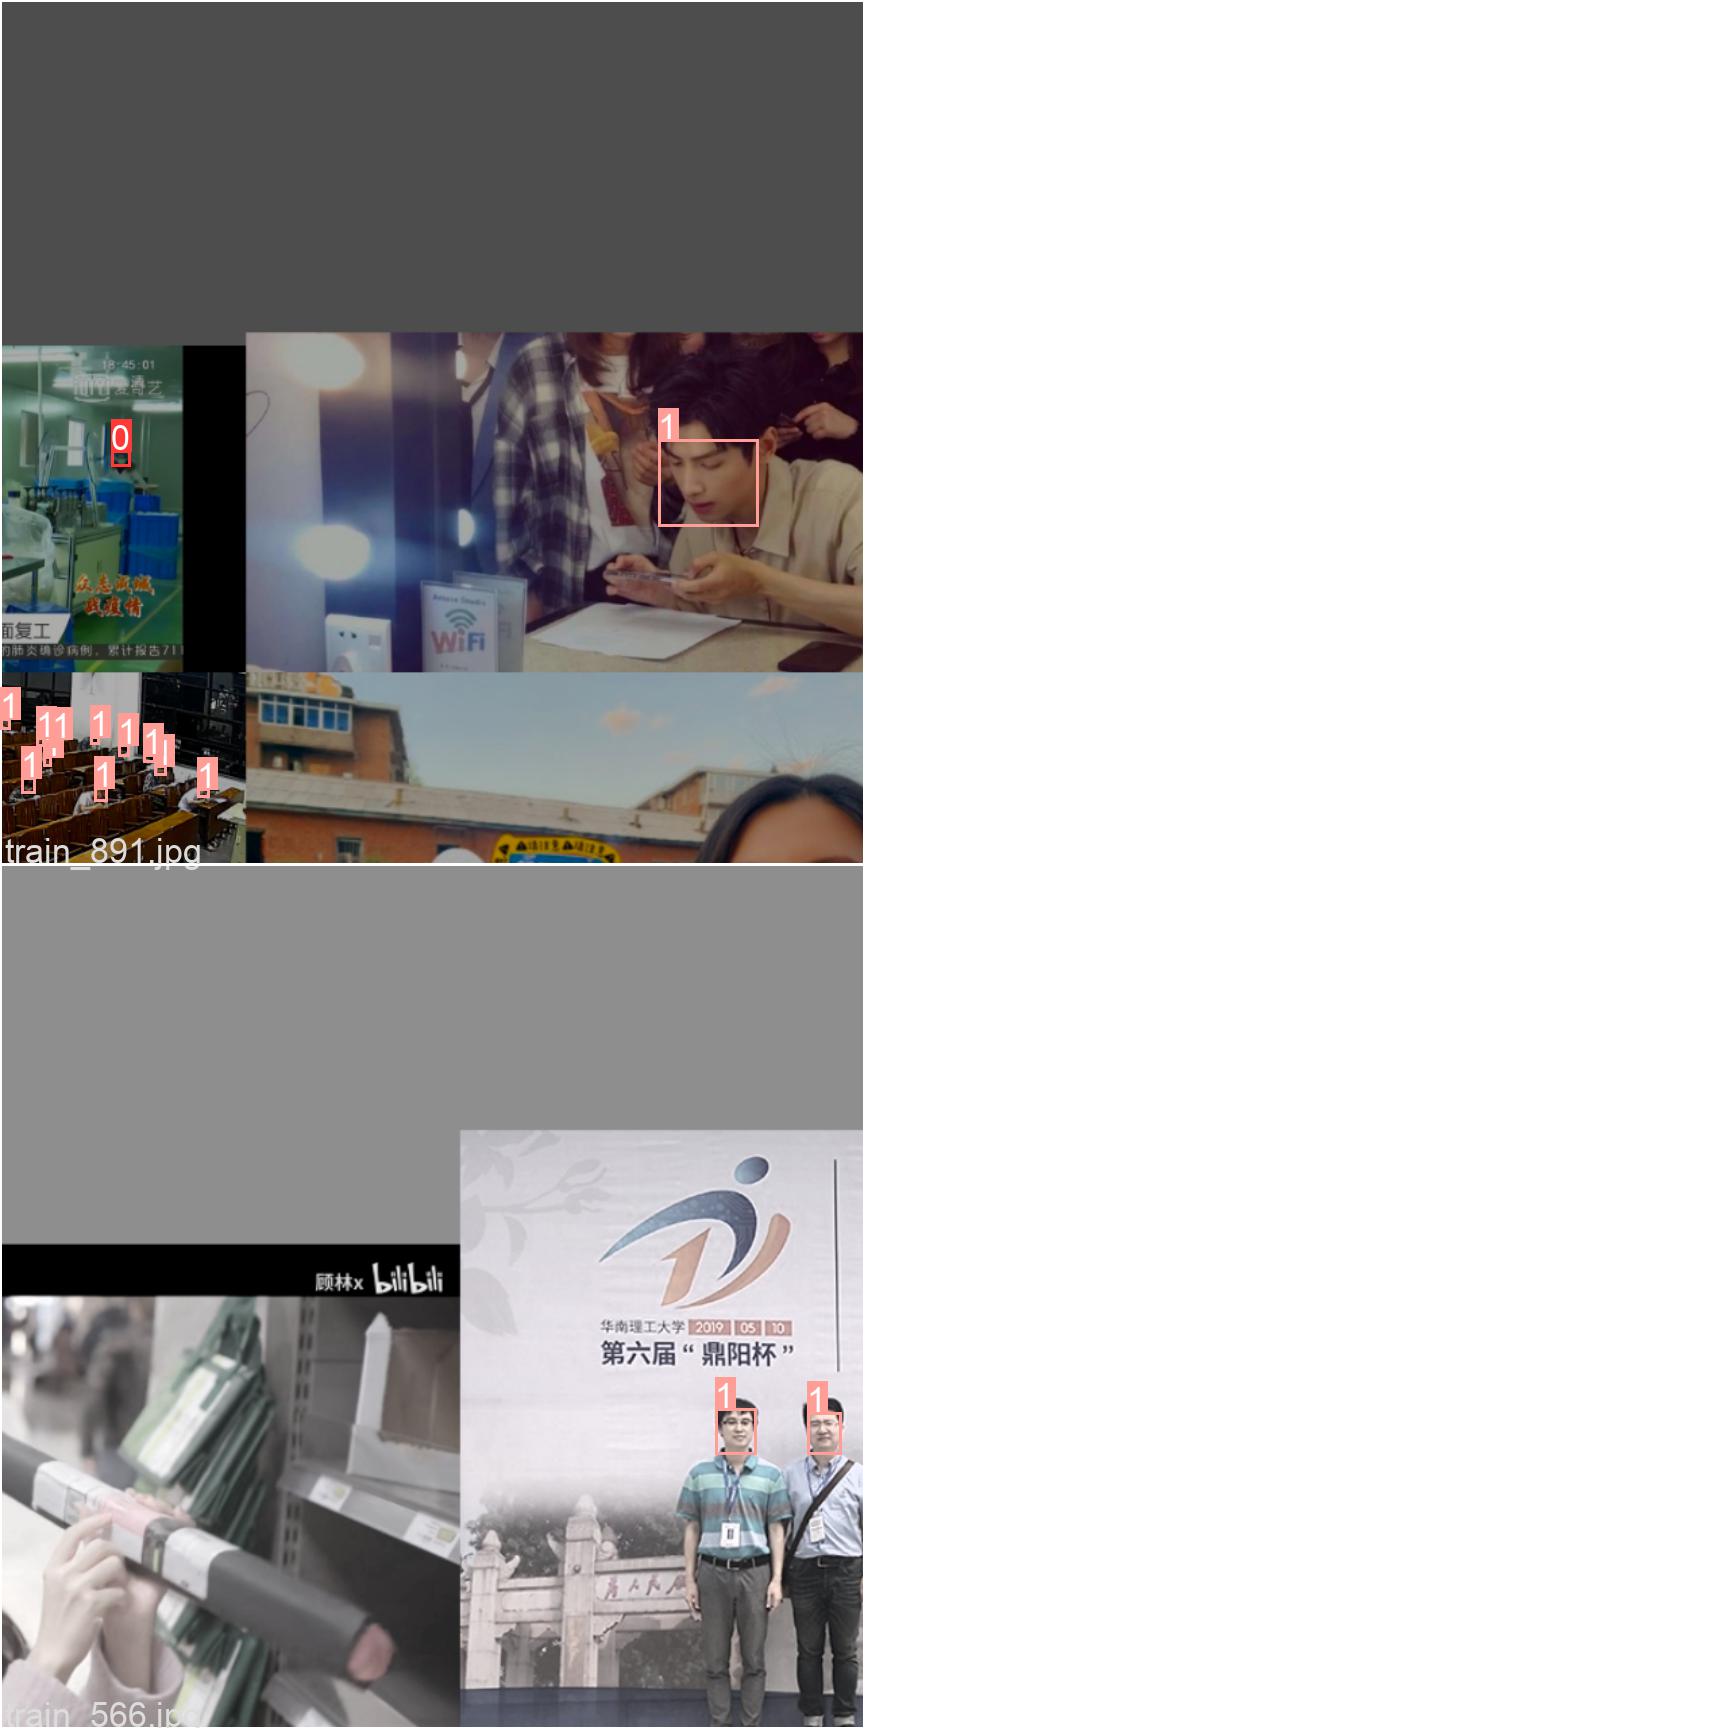 18:45:01
爱奇艺
0
1
WiFi
众志成城
战疫情
面复工
的肺炎确诊病例，累计报告711
1
1 1
1
1
1
1
1
1
train_891.jpg
顾林x bilibili
华南理工大学 2019 05 10
第六届“鼎阳杯”
1
1
train_566.jpg